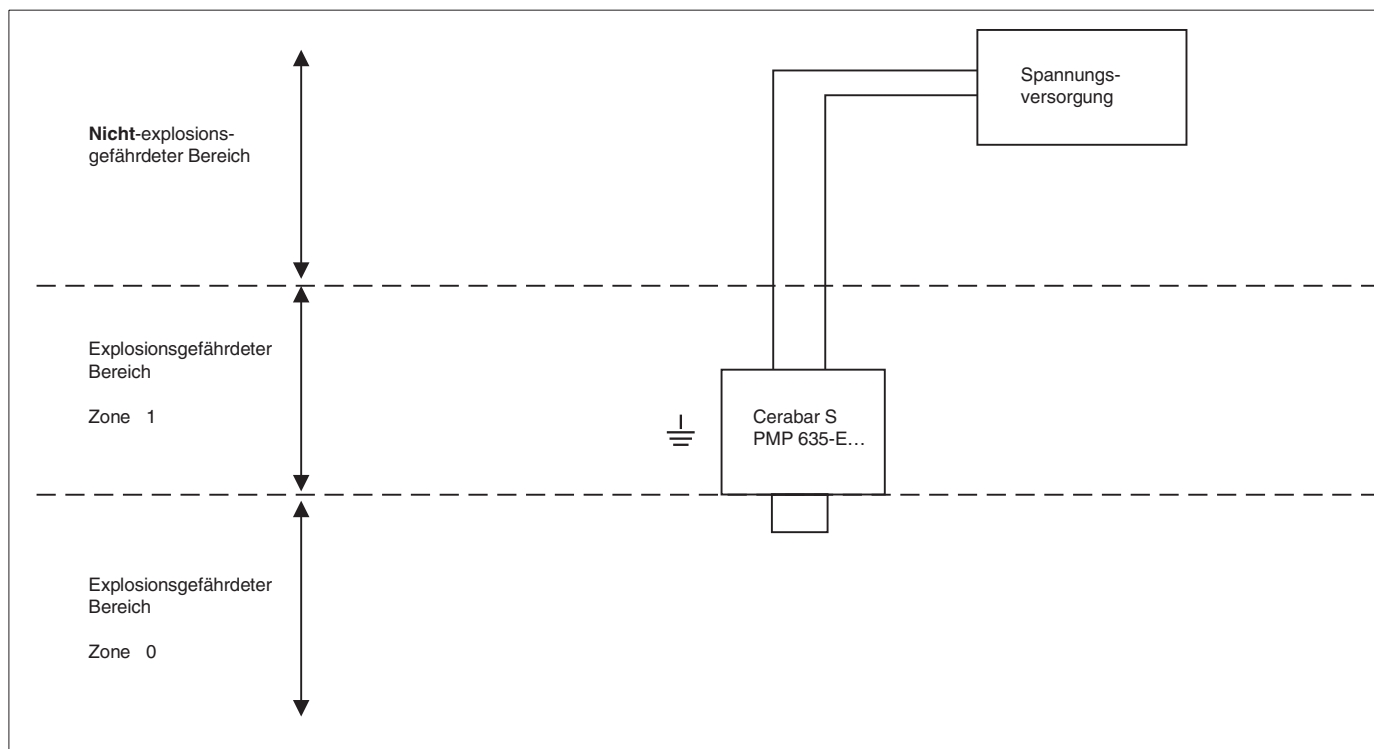 Spannungs-
versorgung
Nicht-explosions-
gefährdeter Bereich
Explosionsgefährdeter
Bereich
Zone 1
Cerabar S
PMP 635-E…
Explosionsgefährdeter
Bereich
Zone 0